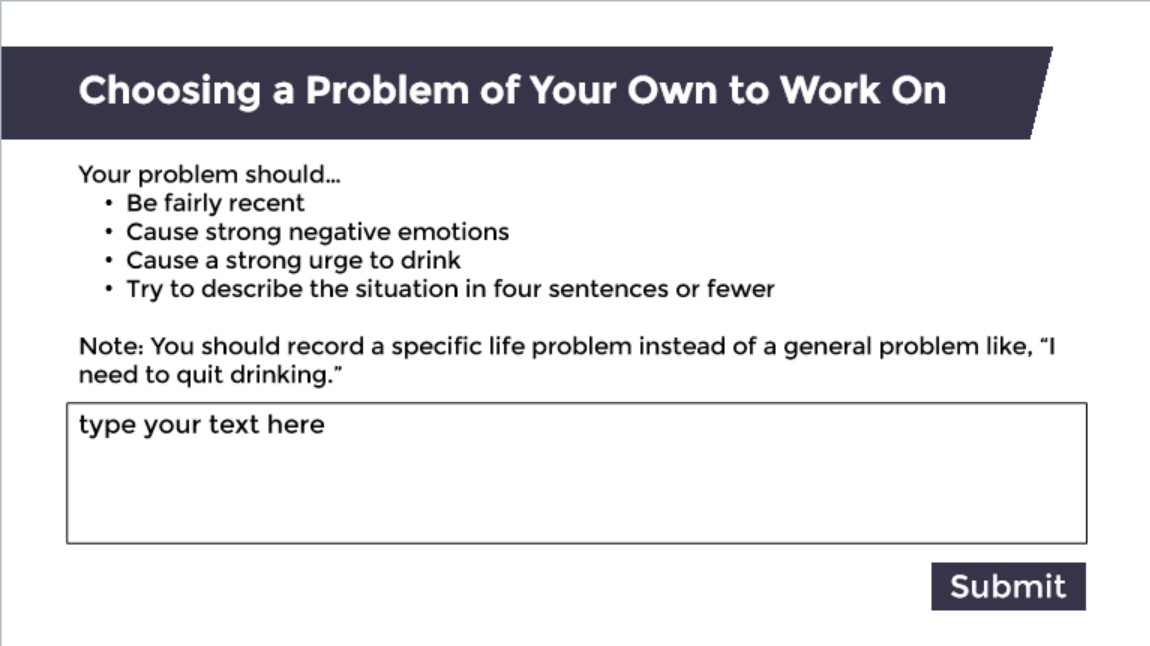 Choosing a Problem of Your Own to Work On
Your problem should...
• Be fairly recent
• Cause strong negative emotions
• Cause a strong urge to drink
• Try to describe the situation in four sentences or fewer
Note: You should record a specific life problem instead of a general problem like, “I
need to quit drinking.”
type your text here
Submit